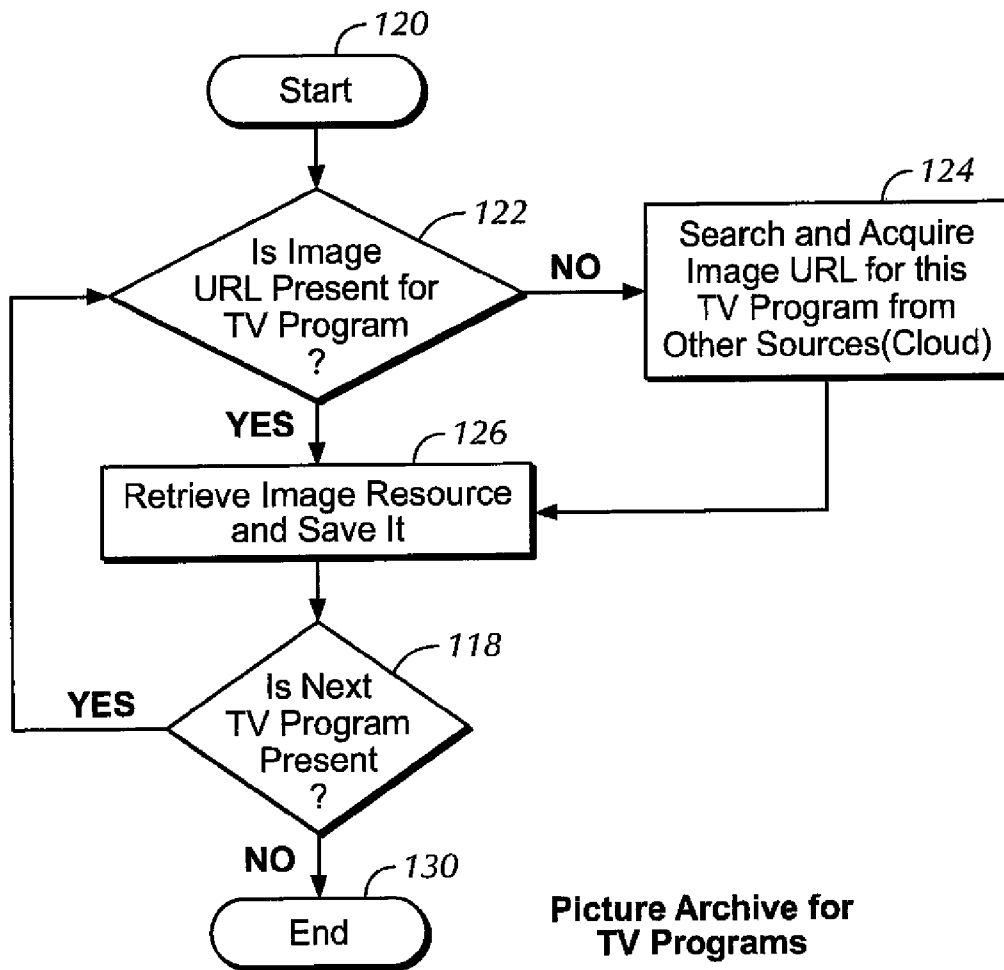 120
Start
122
Is Image
URL Present for
TV Program
?
NO
124
Search and Acquire
Image URL for this
TV Program from
Other Sources(Cloud)
YES
126
Retrieve Image Resource
and Save It
118
Is Next
TV Program
Present
?
YES
NO
130
End
Picture Archive for
TV Programs